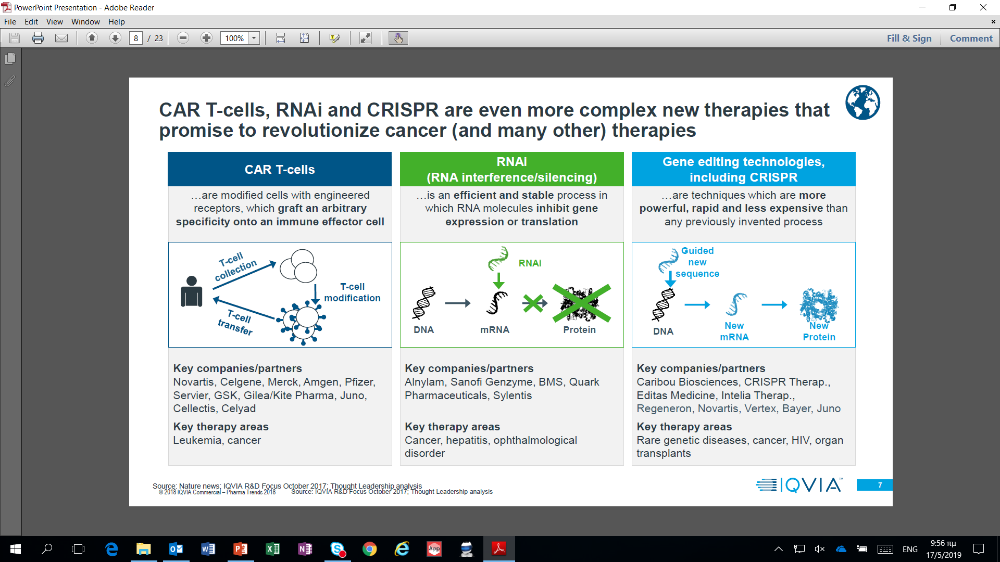 PowerPoint Presentation - Adobe Reader
File Edit View Window Help
8 / 23 100% Fill & Sign Comment
CAR T-cells, RNAi and CRISPR are even more complex new therapies that
promise to revolutionize cancer (and many other) therapies
CAR T-cells
…are modified cells with engineered
receptors, which graft an arbitrary
specificity onto an immune effector cell
T-cell
collection
T-cell
modification
T-cell
transfer
Key companies/partners
Novartis, Celgene, Merck, Amgen, Pfizer,
Servier, GSK, Gilea/Kite Pharma, Juno,
Cellectis, Celyad
Key therapy areas
Leukemia, cancer
RNAi
(RNA interference/silencing)
…is an efficient and stable process in
which RNA molecules inhibit gene
expression or translation
RNAi
DNA
mRNA
Protein
Key companies/partners
Alnylam, Sanofi Genzyme, BMS, Quark
Pharmaceuticals, Sylentis
Key therapy areas
Cancer, hepatitis, ophthalmological
disorder
Gene editing technologies,
including CRISPR
…are techniques which are more
powerful, rapid and less expensive than
any previously invented process
Guided
new
sequence
DNA
New
mRNA
New
Protein
Key companies/partners
Caribou Biosciences, CRISPR Therap.,
Editas Medicine, Intelia Therap.,
Regeneron, Novartis, Vertex, Bayer, Juno
Key therapy areas
Rare genetic diseases, cancer, HIV, organ
transplants
Source: Nature news; IQVIA R&D Focus October 2017; Thought Leadership analysis
® 2018 IQVIA Commercial – Pharma Trends 2018 Source: IQVIA R&D Focus October 2017; Thought Leadership analysis
IQVIA™
7
App
ENG
9:56 πμ
17/5/2019